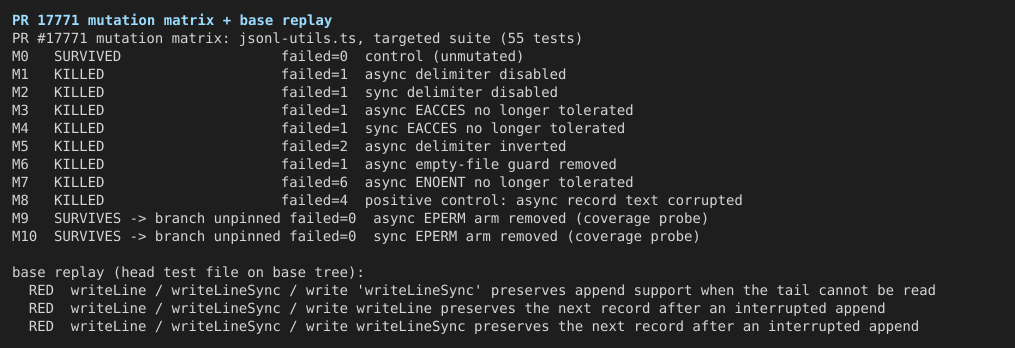 PR 17771 mutation matrix + base replay
PR #17771 mutation matrix: jsonl-utils.ts, targeted suite (55 tests)
M0   SURVIVED                   failed=0  control (unmutated)
M1   KILLED                     failed=1  async delimiter disabled
M2   KILLED                     failed=1  sync delimiter disabled
M3   KILLED                     failed=1  async EACCES no longer tolerated
M4   KILLED                     failed=1  sync EACCES no longer tolerated
M5   KILLED                     failed=2  async delimiter inverted
M6   KILLED                     failed=1  async empty-file guard removed
M7   KILLED                     failed=6  async ENOENT no longer tolerated
M8   KILLED                     failed=4  positive control: async record text corrupted
M9   SURVIVES -> branch unpinned failed=0  async EPERM arm removed (coverage probe)
M10  SURVIVES -> branch unpinned failed=0  sync EPERM arm removed (coverage probe)
base replay (head test file on base tree):
  RED  writeLine / writeLineSync / write 'writeLineSync' preserves append support when the tail cannot be read
  RED  writeLine / writeLineSync / write writeLine preserves the next record after an interrupted append
  RED  writeLine / writeLineSync / write writeLineSync preserves the next record after an interrupted append